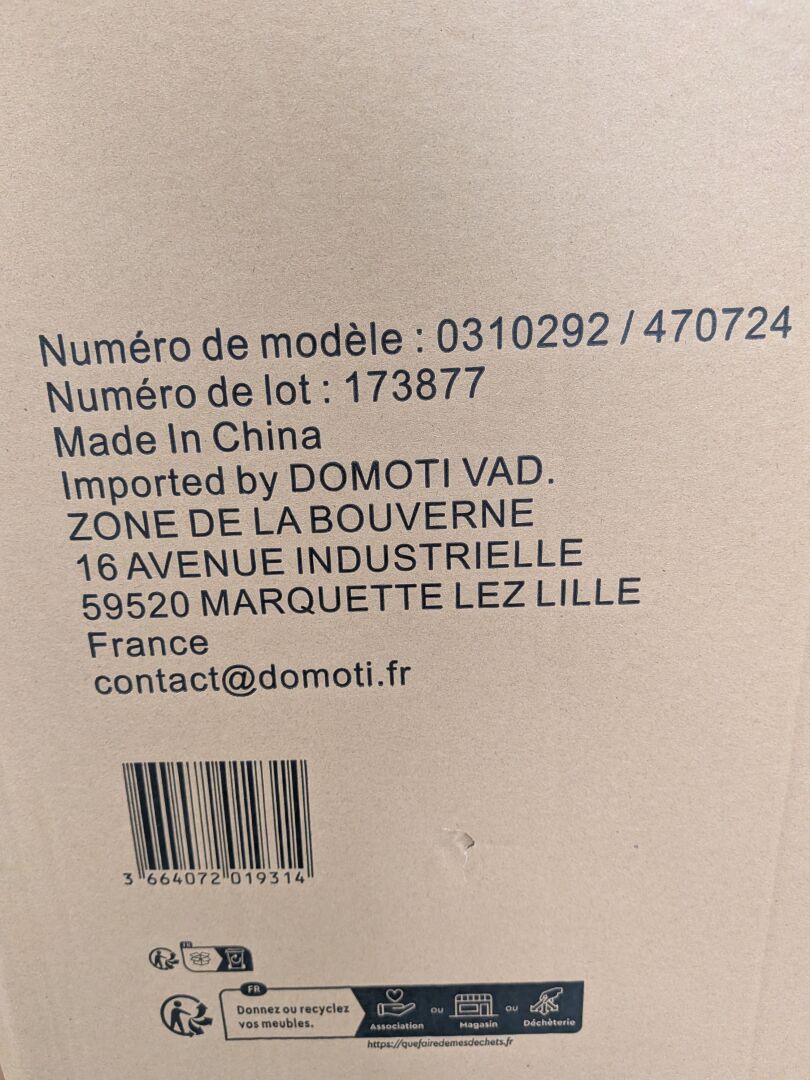 Numéro de modèle : 0310292 / 470724
Numéro de lot : 173877
Made In China
Imported by DOMOTI VAD.
ZONE DE LA BOUVERNE
16 AVENUE INDUSTRIELLE
59520 MARQUETTE LEZ LILLE
France
contact@domoti.fr
3 664072 019314
FR
FR
Donnez ou recyclez
vos meubles.
Association ou Magasin ou Déchèterie
https://quefairedemesdechets.fr